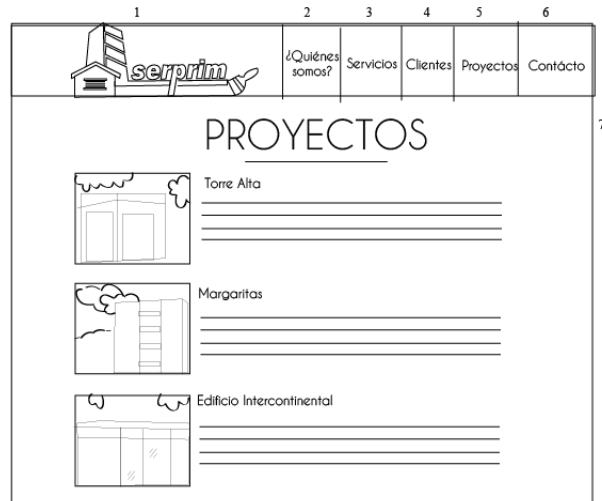 1 2 3 4 5 6
serprim
¿Quiénes somos? Servicios Clientes Proyectos Contácto
7
PROYECTOS
Torre Alta
Margaritas
Edificio Intercontinental